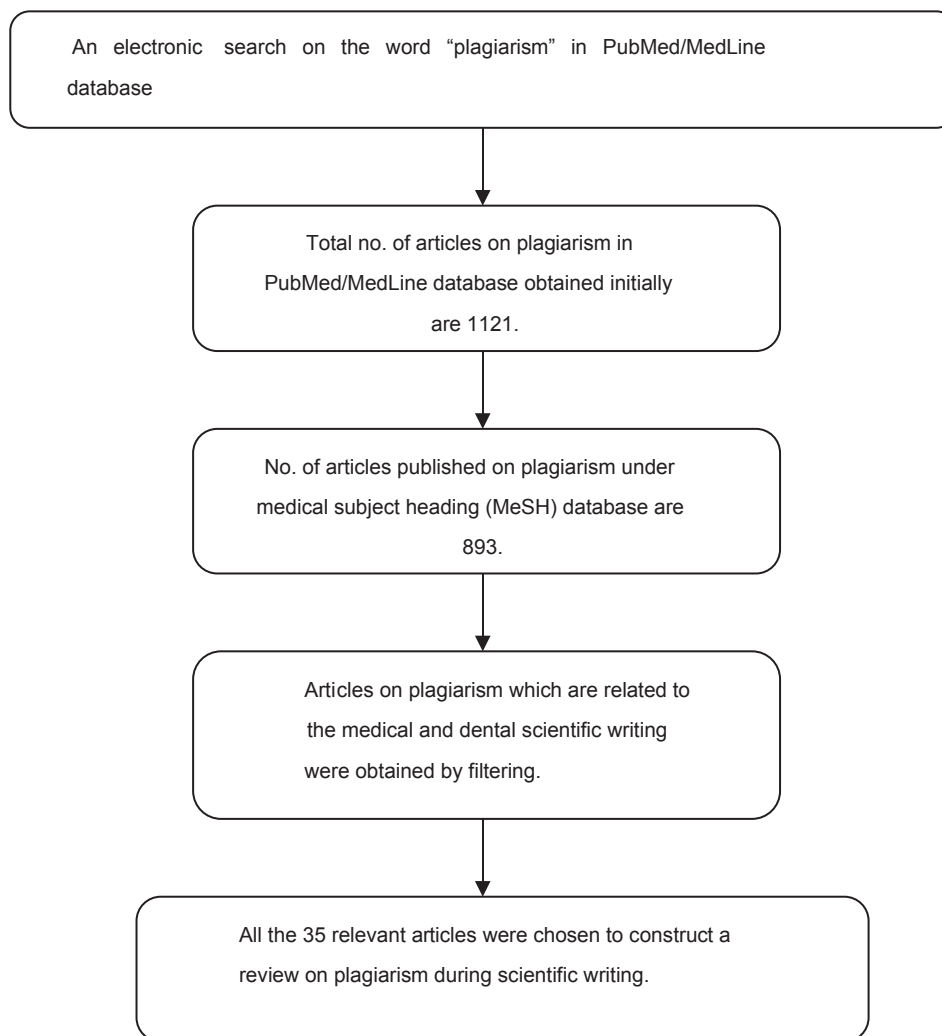 An electronic search on the word “plagiarism” in PubMed/MedLine
database
Total no. of articles on plagiarism in
PubMed/MedLine database obtained initially
are 1121.
No. of articles published on plagiarism under
medical subject heading (MeSH) database are
893.
Articles on plagiarism which are related to
the medical and dental scientific writing
were obtained by filtering.
All the 35 relevant articles were chosen to construct a
review on plagiarism during scientific writing.